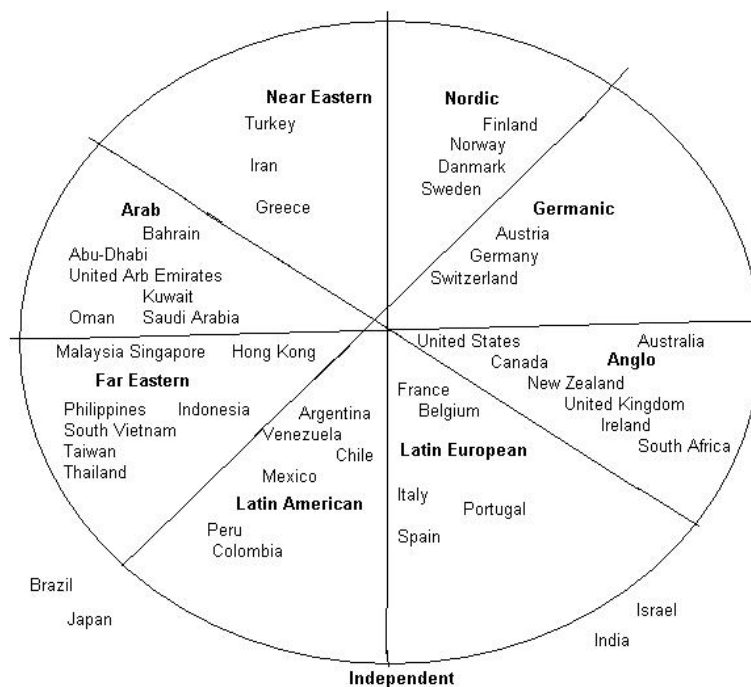 Near Eastern
Turkey
Iran
Greece
Nordic
Finland
Norway
Danmark
Sweden
Germanic
Austria
Germany
Switzerland
Arab
Bahrain
Abu-Dhabi
United Arb Emirates
Kuwait
Oman
Saudi Arabia
United States
Australia
Canada
Anglo
New Zealand
United Kingdom
Ireland
South Africa
Malaysia Singapore
Hong Kong
Far Eastern
Philippines
Indonesia
South Vietnam
Taiwan
Thailand
Argentina
Venezuela
Chile
Mexico
Latin American
Peru
Colombia
France
Belgium
Latin European
Italy
Portugal
Spain
Brazil
Japan
Israel
India
Independent